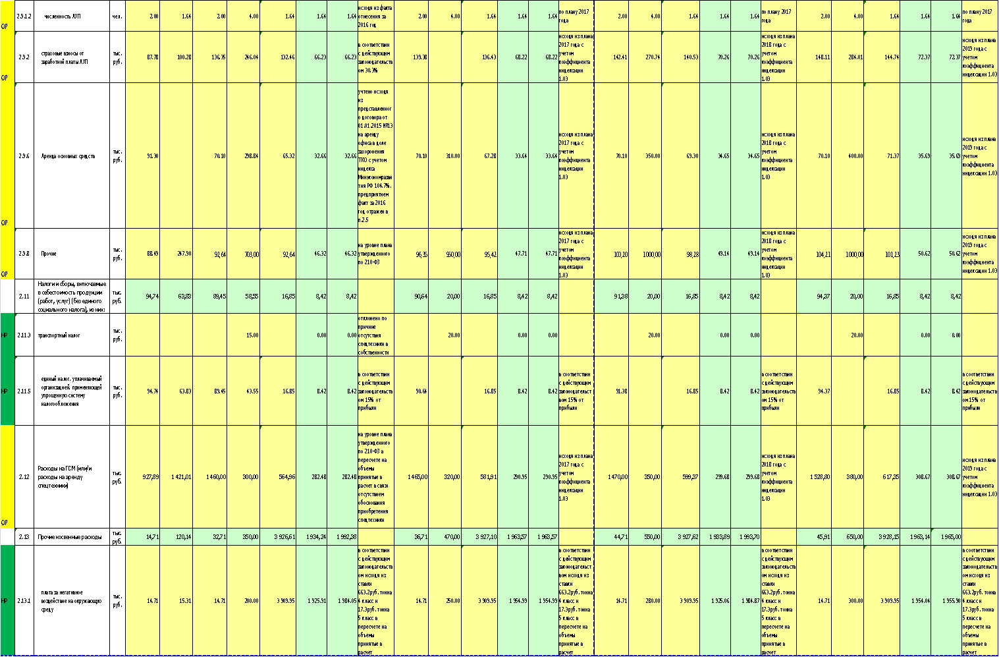 ОР 2.9.1.2 численность АУП чел. 2.00 1.64 2.00 4.00 1.64 1.64 1.64 исходя из факта отнесения за 2016 год 2.00 4.00 1.64 1.64 1.64 по плану 2017 года 2.00 4.00 1.64 1.64 1.64 по плану 2017 года 2.00 4.00 1.64 1.64 1.64 по плану 2017 года
ОР 2.9.2 страховые взносы от заработной платы АУП тыс. руб. 87.78 100.28 136.35 246.04 132.46 66.23 66.23 в соответствии с действующим законодательством 30.3% 139.38 136.43 68.22 68.22 исходя из плана 2017 года с учетом коэффициента индексации 1.03 142.41 270.74 140.53 70.26 70.26 исходя из плана 2018 года с учетом коэффициента индексации 1.03 148.11 284.01 144.74 72.37 72.37 исходя из плана 2019 года с учетом коэффициента индексации 1.03
ОР 2.9.6 Аренда основных средств тыс. руб. 91.30 70.10 298.84 65.32 32.66 32.66 учтено исходя из представленного договора от 01.01.2015 №13 на аренду офиса в доле захоронения ТКО с учетом индекса Минэкономразвития РФ 104.7%. предприятием факт за 2016 год отражен в п.2.5 70.10 310.00 67.28 33.64 33.64 исходя из плана 2017 года с учетом коэффициента индексации 1.03 70.10 350.00 69.30 34.65 34.65 исходя из плана 2018 года с учетом коэффициента индексации 1.03 70.10 400.00 71.37 35.69 35.69 исходя из плана 2019 года с учетом коэффициента индексации 1.03
ОР 2.9.8 Прочие тыс. руб. 88.49 247.90 92,64 703,00 92,64 46.32 46.32 на уровне плана утвержденного по 210-ФЗ 96,35 950,00 95,42 47.71 47.71 исходя из плана 2017 года с учетом коэффициента индексации 1.03 100,20 1000,00 98,28 49.14 49.14 исходя из плана 2018 года с учетом коэффициента индексации 1.03 104,21 1000,00 101,23 50.62 50.62 исходя из плана 2019 года с учетом коэффициента индексации 1.03
2.11 Налоги и сборы, включаемые в себестоимость продукции (работ, услуг) (без единого социального налога), из них: тыс. руб. 94,74 63,83 89,45 58,55 16,85 8,42 8,42 90,64 20,00 16,85 8,42 8,42 91,38 20,00 16,85 8,42 8,42 94,37 20,00 16,85 8,42 8,42
НР 2.11.3 транспортный налог тыс. руб. 15.00 0.00 0.00 отклонено по причине отсутствия спецтехники в собственности 20.00 0.00 0.00 20.00 0.00 0.00 20.00 0.00 0.00
НР 2.11.5 единый налог, уплачиваемый организацией, применяющей упрощенную систему налогообложения тыс. руб. 94.74 63.83 89.45 43.55 16.85 8.42 8.42 в соответствии с действующим законодательством 15% от прибыли 90.64 16.85 8.42 8.42 в соответствии с действующим законодательством 15% от прибыли 91.38 16.85 8.42 8.42 в соответствии с действующим законодательством 15% от прибыли 94.37 16.85 8.42 8.42 в соответствии с действующим законодательством 15% от прибыли
ОР 2.12 Расходы на ГСМ (или/и расходы на аренду спецтехники) тыс. руб. 927,89 1 421,01 1 460,00 300,00 564,96 282.48 282.48 на уровне плана утвержденного по 210-ФЗ а пересчете на объемы принятые в расчет в связи отсутствием обоснования приобретения спецтехники 1 465,00 320,00 581,91 290.95 290.95 исходя из плана 2017 года с учетом коэффициента индексации 1.03 1 470,00 350,00 599,37 299.68 299.68 исходя из плана 2018 года с учетом коэффициента индексации 1.03 1 528,80 380,00 617,35 308.67 308.67 исходя из плана 2019 года с учетом коэффициента индексации 1.03
2.13 Прочие косвенные расходы тыс. руб. 14,71 120,14 32,71 350,00 3 926,61 1 934,24 1 992,38 36,71 470,00 3 927,10 1 963,57 1 963,57 44,71 550,00 3 927,62 1 933,89 1 993,70 45,91 650,00 3 928,15 1 963,14 1 965,00
НР 2.13.1 плата за негативное воздействие на окружающую среду тыс. руб. 14.71 15.31 14.71 200.00 3 909.95 1 925.91 1 984.05 в соответствии с действующим законодательством исходя из ставки 663.2руб. тонна 4 класс и 17.3руб. тонна 5 класс в пересчете на объемы принятые в расчет 14.71 250.00 3 909.95 1 954.99 1 954.99 в соответствии с действующим законодательством исходя из ставки 663.2руб. тонна 4 класс и 17.3руб. тонна 5 класс в пересчете на объемы принятые в расчет 14.71 280.00 3 909.95 1 925.06 1 984.87 в соответствии с действующим законодательством исходя из ставки 663.2руб. тонна 4 класс и 17.3руб. тонна 5 класс в пересчете на объемы принятые в расчет 14.71 300.00 3 909.95 1 954.04 1 955.90 в соответствии с действующим законодательством исходя из ставки 663.2руб. тонна 4 класс и 17.3руб. тонна 5 класс в пересчете на объемы принятые в расчет